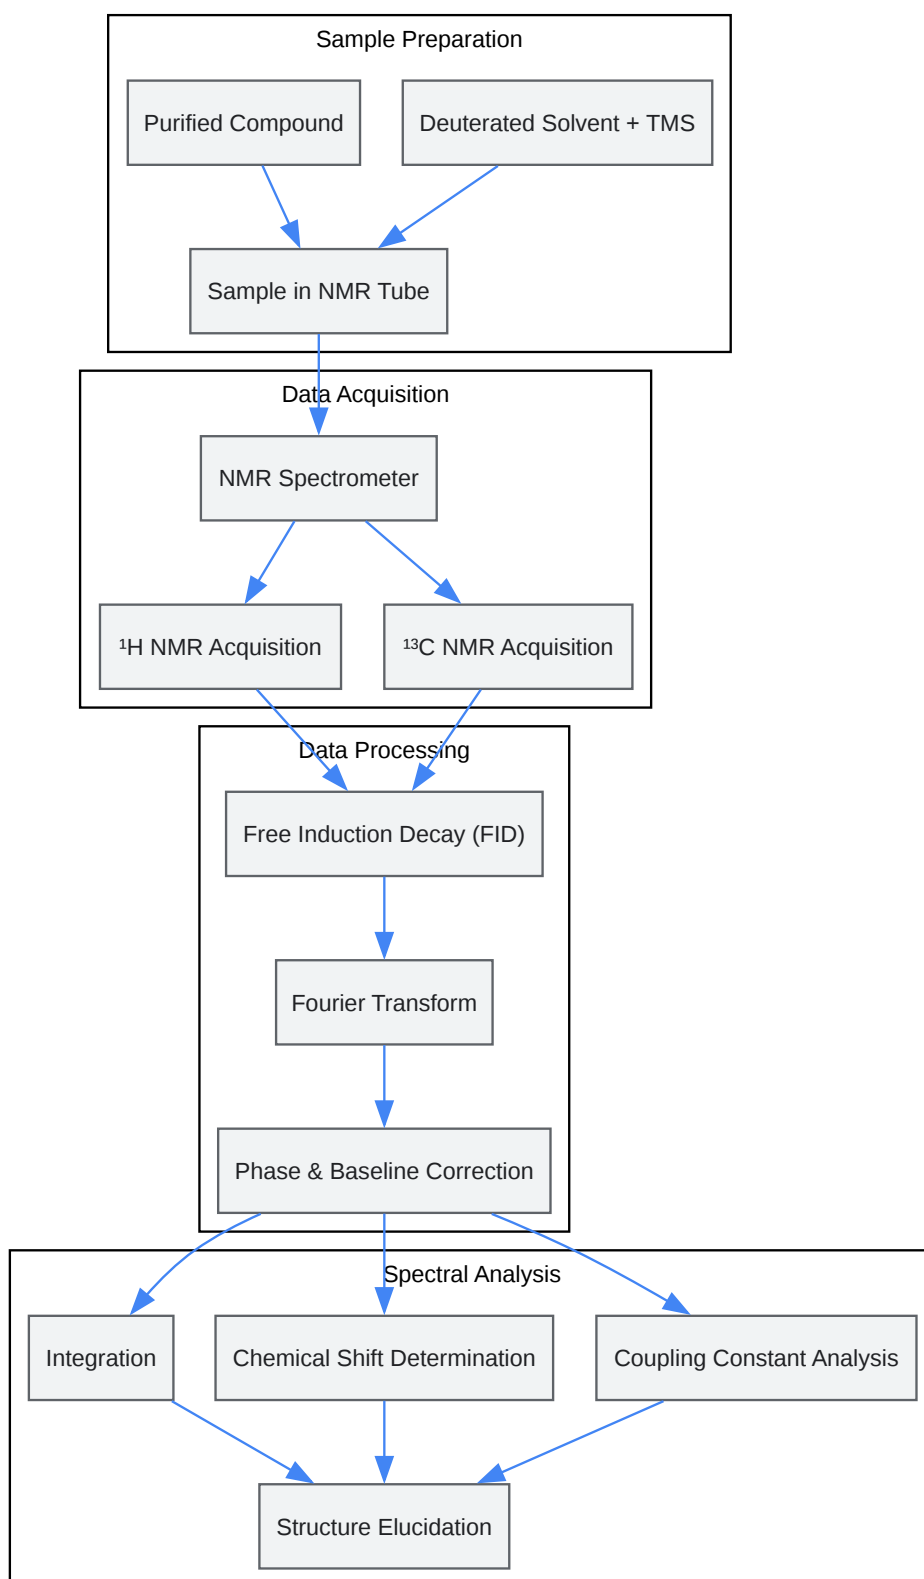 Sample Preparation
Purified Compound
Deuterated Solvent + TMS
Sample in NMR Tube
Data Acquisition
NMR Spectrometer
¹H NMR Acquisition
¹³C NMR Acquisition
Data Processing
Free Induction Decay (FID)
Fourier Transform
Phase & Baseline Correction
Spectral Analysis
Integration
Chemical Shift Determination
Coupling Constant Analysis
Structure Elucidation